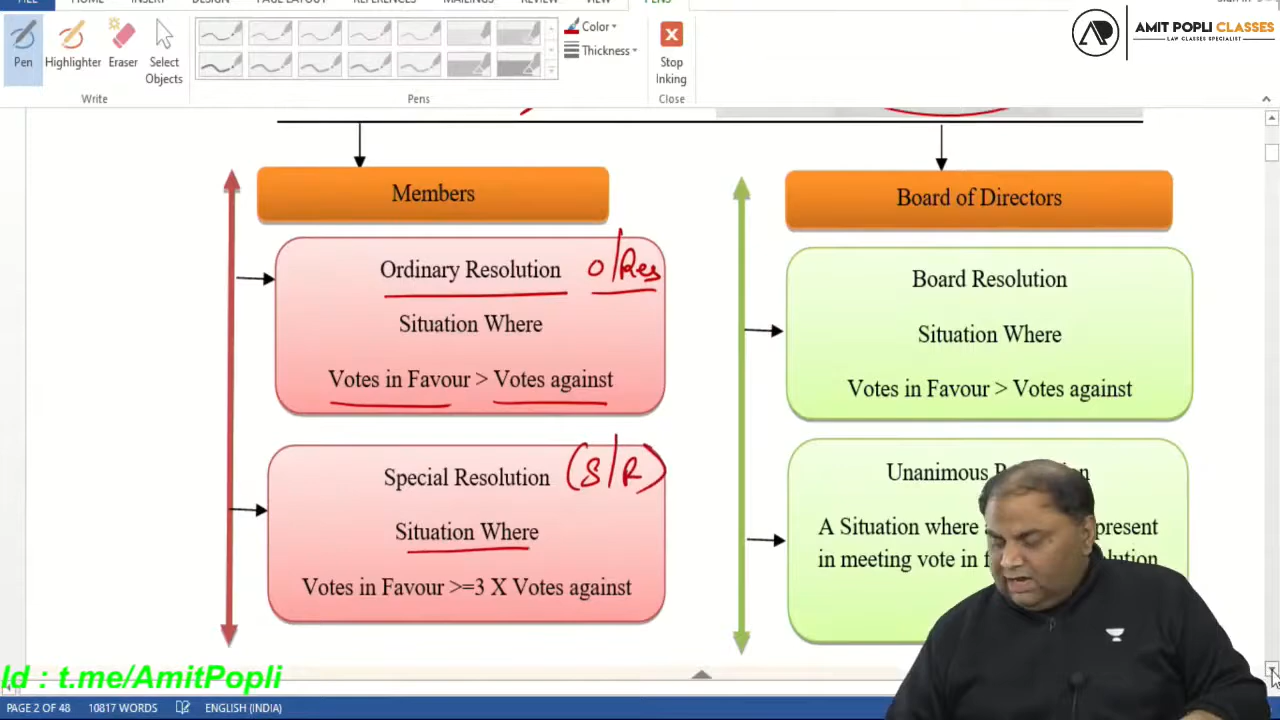 FILE HOME INSERT DESIGN PAGE LAYOUT REFERENCES MAILINGS REVIEW VIEW PENS
Pen
Highlighter
Eraser
Select Objects
Color
Thickness
Stop Inking
Write
Pens
Close
AMIT POPLI CLASSES
LAW CLASSES SPECIALIST
Members
Board of Directors
Ordinary Resolution O/Res
Situation Where
Votes in Favour > Votes against
Board Resolution
Situation Where
Votes in Favour > Votes against
Special Resolution (S/R)
Situation Where
Votes in Favour >=3 X Votes against
Unanimous
A Situation where present
in meeting vote in
Id : t.me/AmitPopli
PAGE 2 OF 48 10817 WORDS ENGLISH (INDIA)